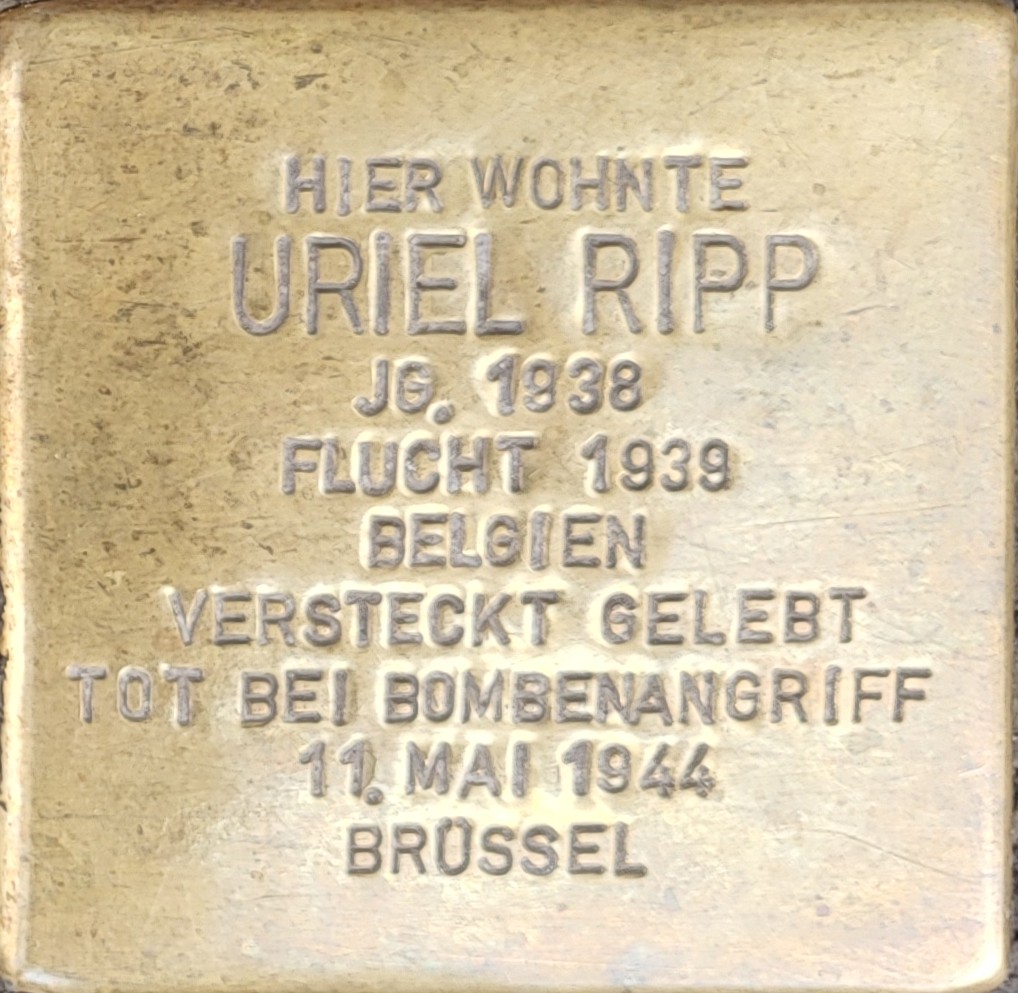 HIER WOHNTE
URIEL RIPP
JG. 1938
FLUCHT 1939
BELGIEN
VERSTECKT GELEBT
TOT BEI BOMBENANGRIFF
11. MAI 1944
BRÜSSEL